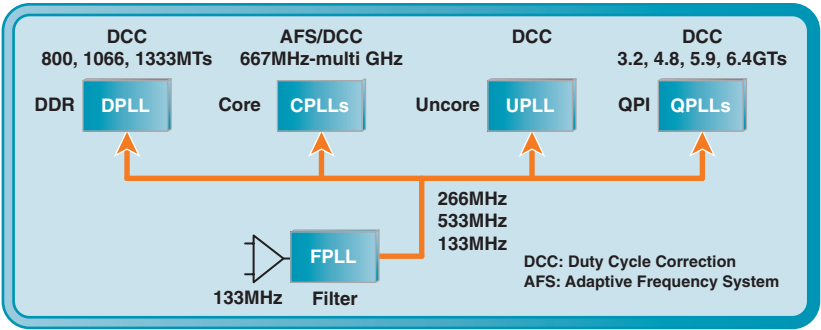 DCC
800, 1066, 1333MTs
AFS/DCC
667MHz-multi GHz
DCC
DCC
3.2, 4.8, 5.9, 6.4GTs
DDR
DPLL
Core
CPLLs
Uncore
UPLL
QPI
QPLLs
266MHz
533MHz
133MHz
FPLL
133MHz
Filter
DCC: Duty Cycle Correction
AFS: Adaptive Frequency System